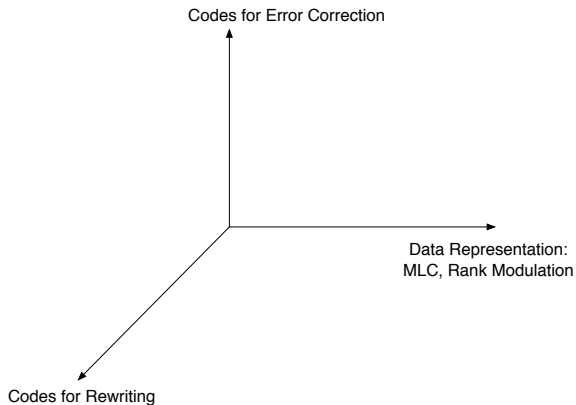 Codes for Error Correction
Data Representation:
MLC, Rank Modulation
Codes for Rewriting